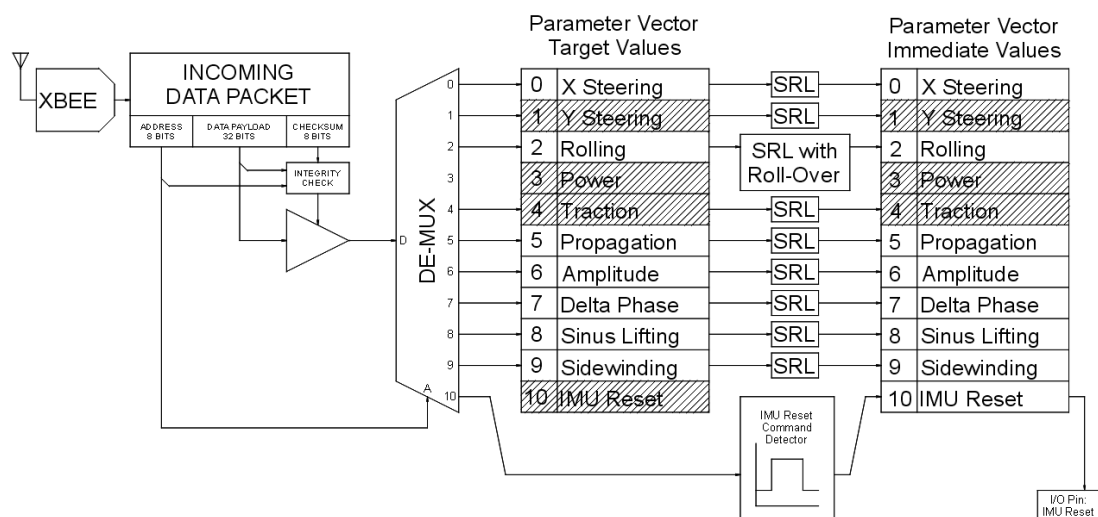 XBEE
INCOMING
DATA PACKET
ADDRESS
8 BITS
DATA PAYLOAD
32 BITS
CHECKSUM
8 BITS
INTEGRITY
CHECK
DE-MUX
D
A
0
1
2
3
4
5
6
7
8
9
10
Parameter Vector
Target Values
0 X Steering
1 Y Steering
2 Rolling
3 Power
4 Traction
5 Propagation
6 Amplitude
7 Delta Phase
8 Sinus Lifting
9 Sidewinding
10 IMU Reset
SRL
SRL
SRL with
Roll-Over
SRL
SRL
SRL
SRL
SRL
SRL
IMU Reset
Command
Detector
Parameter Vector
Immediate Values
0 X Steering
1 Y Steering
2 Rolling
3 Power
4 Traction
5 Propagation
6 Amplitude
7 Delta Phase
8 Sinus Lifting
9 Sidewinding
10 IMU Reset
I/O Pin:
IMU Reset